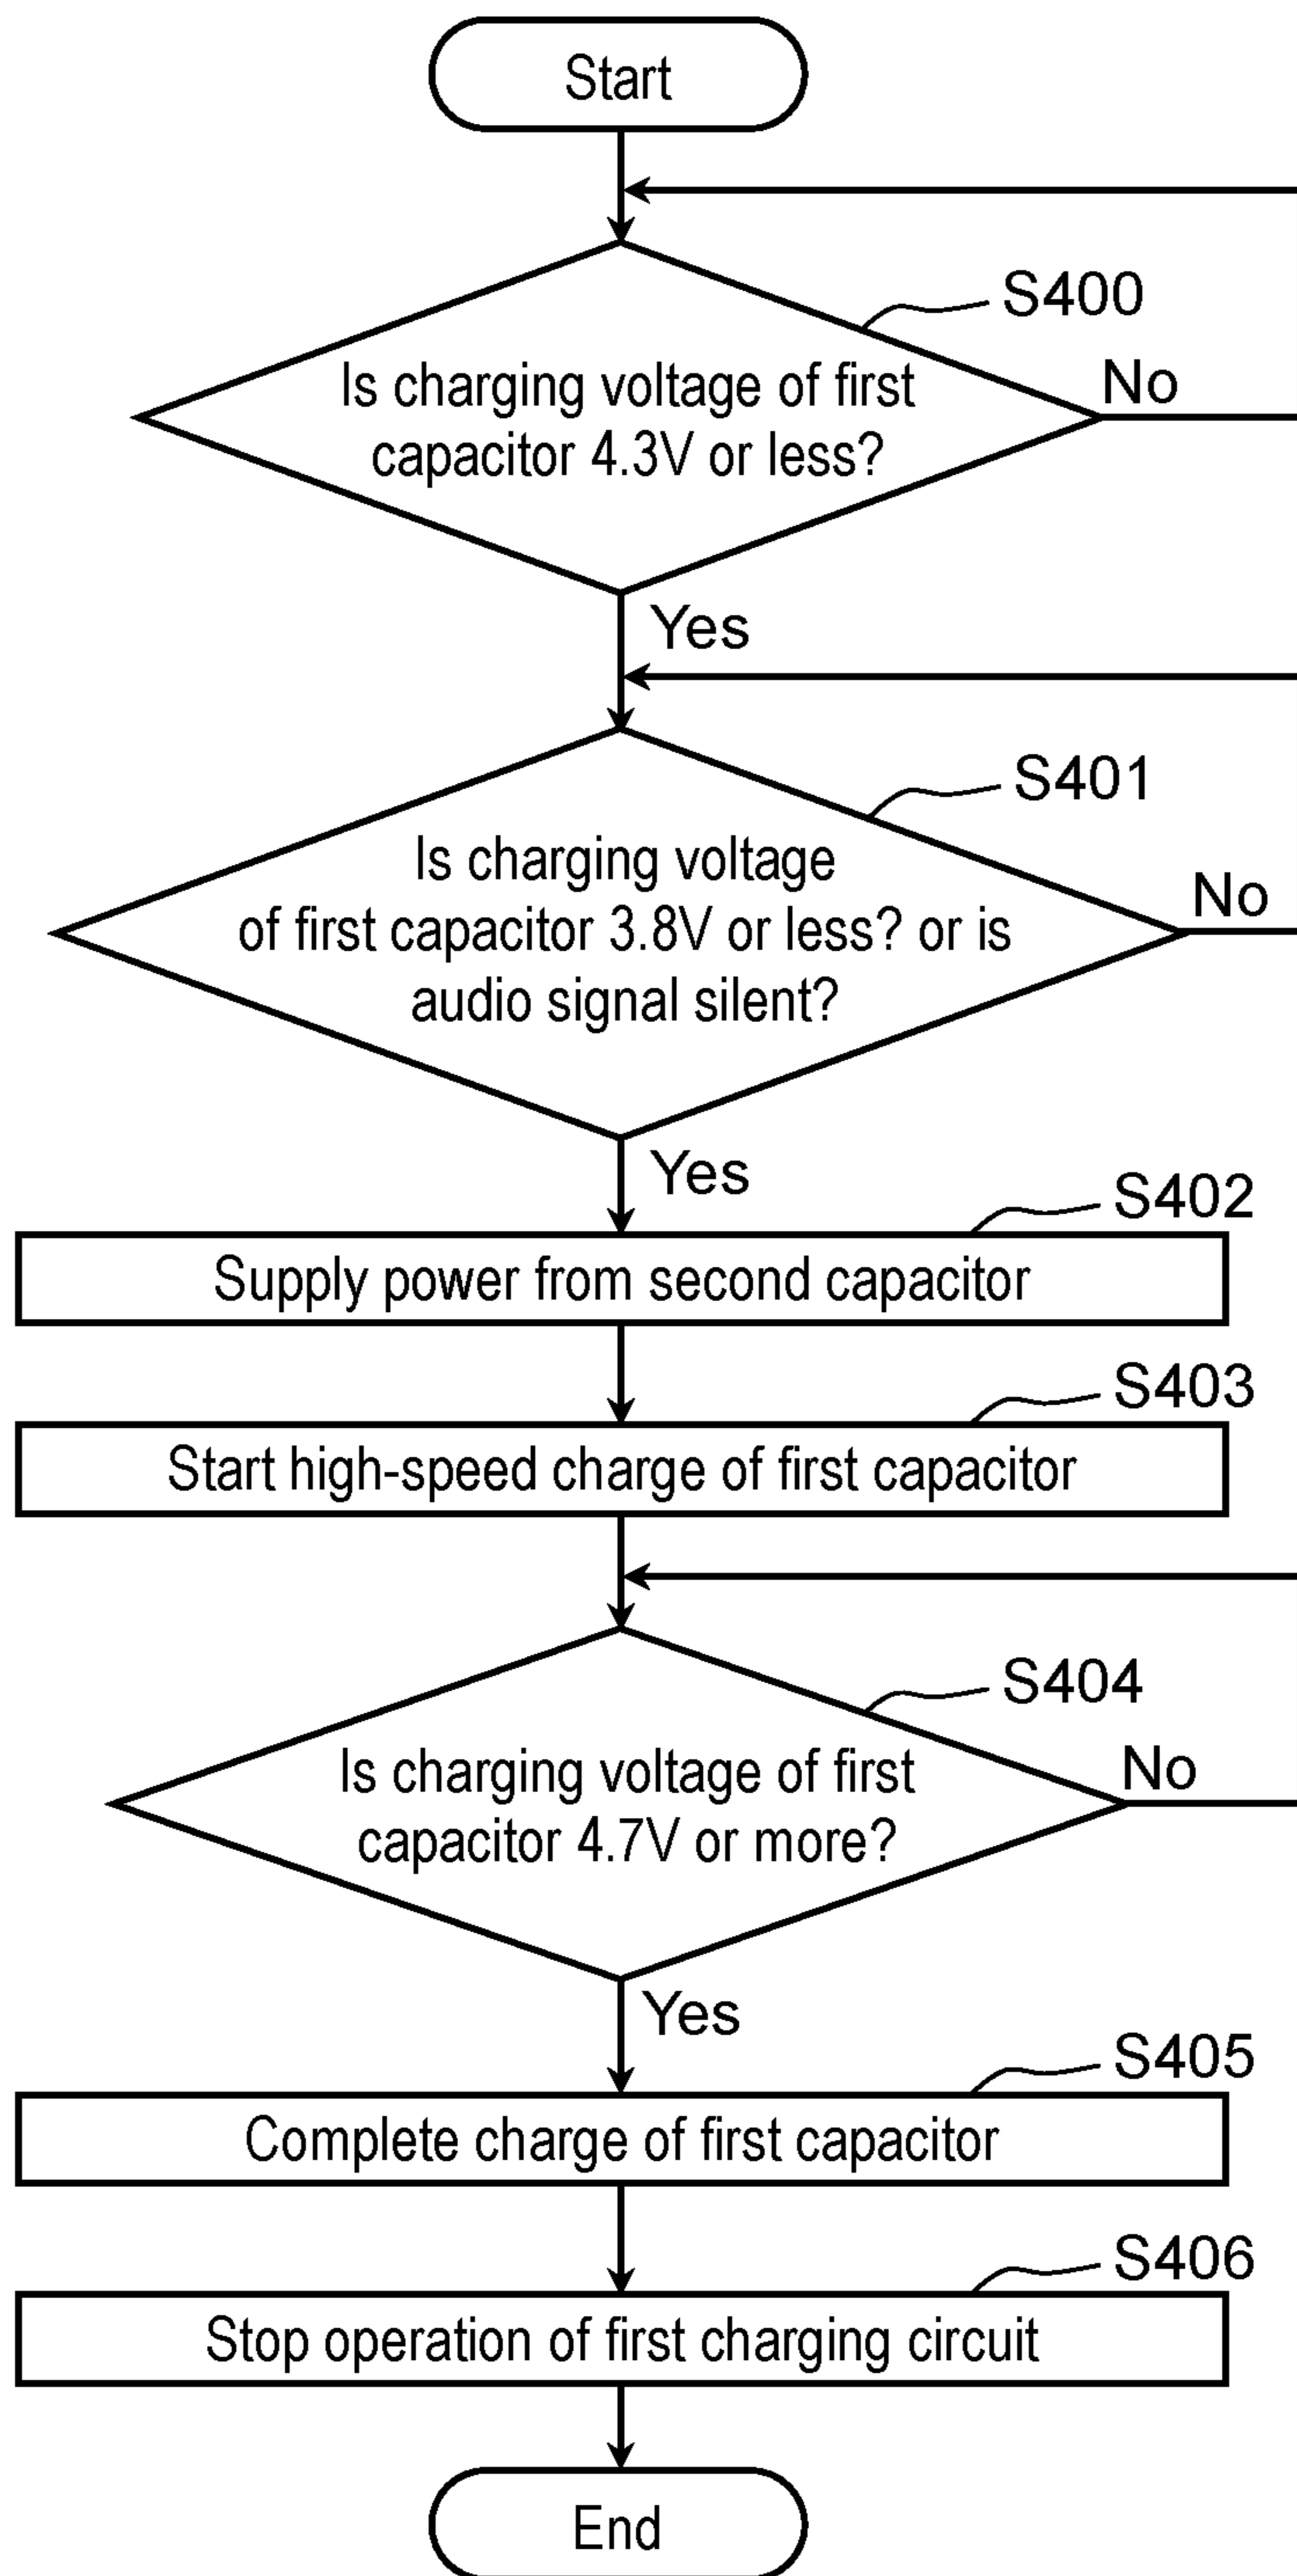 Start
S400
Is charging voltage of first
capacitor 4.3V or less?
No
Yes
S401
Is charging voltage
of first capacitor 3.8V or less? or is
audio signal silent?
No
Yes
S402
Supply power from second capacitor
S403
Start high-speed charge of first capacitor
S404
Is charging voltage of first
capacitor 4.7V or more?
No
Yes
S405
Complete charge of first capacitor
S406
Stop operation of first charging circuit
End